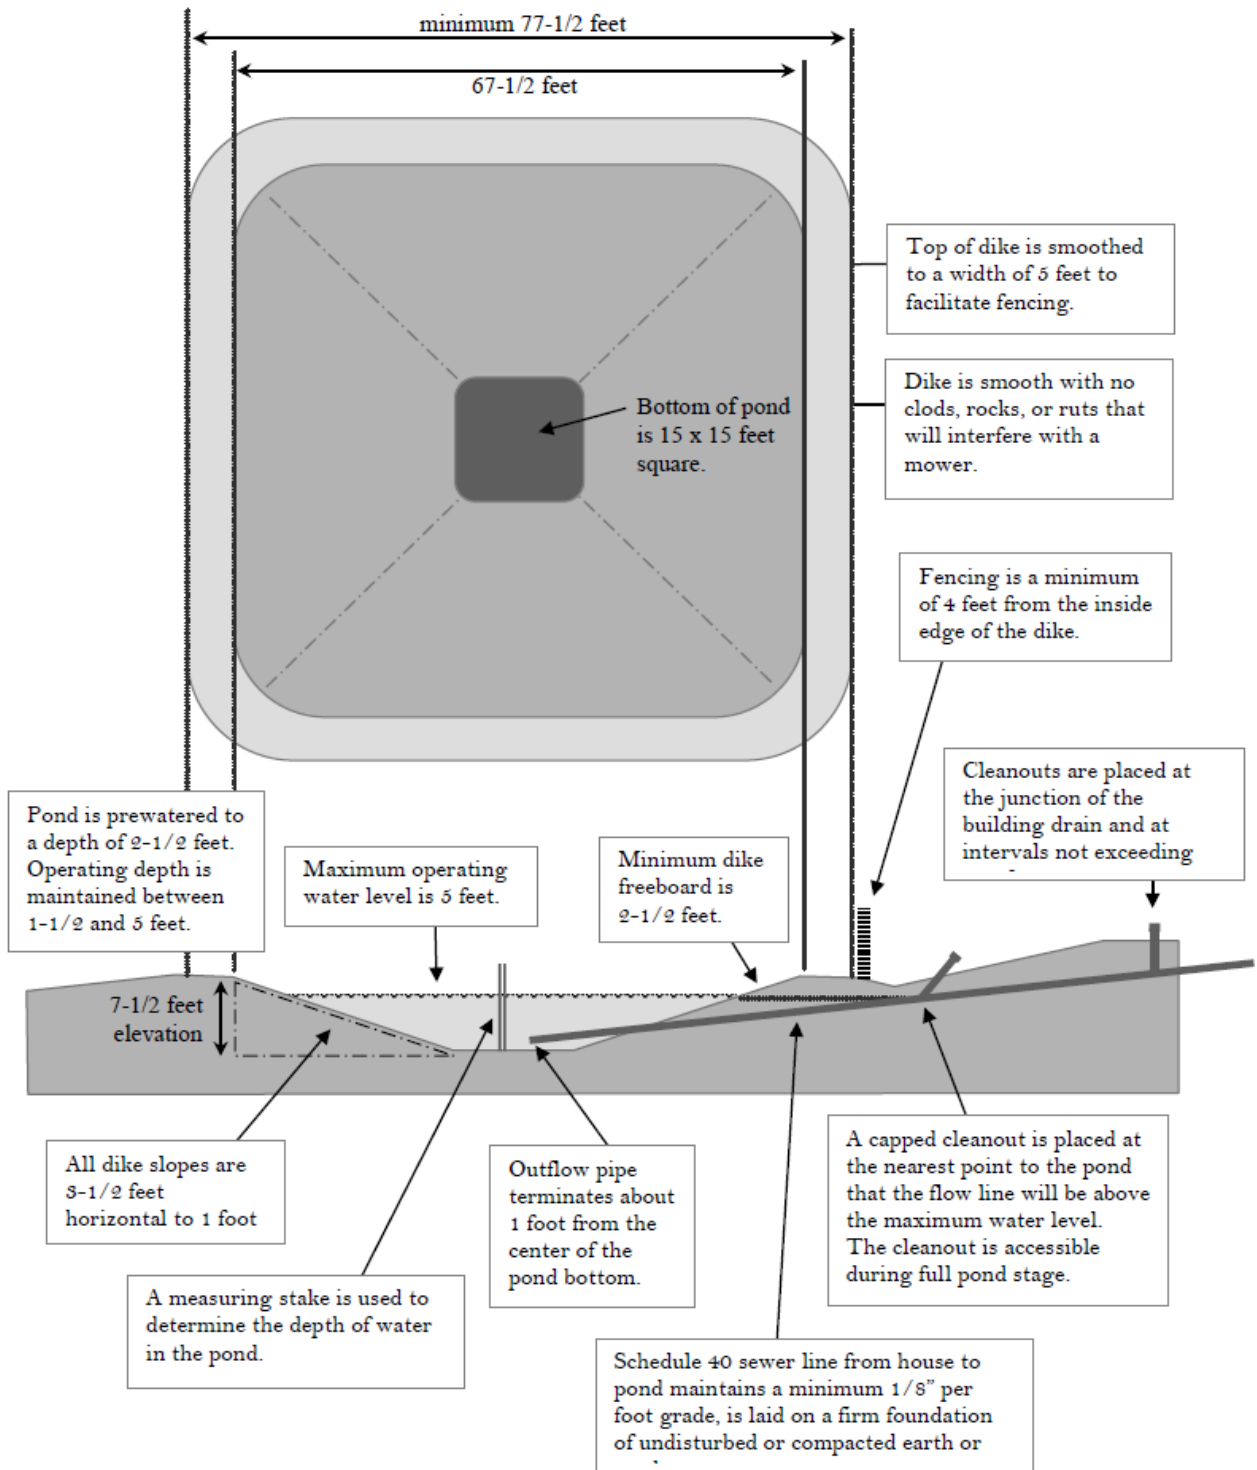 minimum 77-1/2 feet
67-1/2 feet
Top of dike is smoothed
to a width of 5 feet to
facilitate fencing.
Dike is smooth with no
clods, rocks, or ruts that
will interfere with a
mower.
Bottom of pond
is 15 x 15 feet
square.
Fencing is a minimum
of 4 feet from the inside
edge of the dike.
Cleanouts are placed at
the junction of the
building drain and at
intervals not exceeding
Pond is prewatered to
a depth of 2-1/2 feet.
Operating depth is
maintained between
1-1/2 and 5 feet.
Maximum operating
water level is 5 feet.
Minimum dike
freeboard is
2-1/2 feet.
7-1/2 feet
elevation
All dike slopes are
3-1/2 feet
horizontal to 1 foot
A measuring stake is used to
determine the depth of water
in the pond.
Outflow pipe
terminates about
1 foot from the
center of the
pond bottom.
A capped cleanout is placed at
the nearest point to the pond
that the flow line will be above
the maximum water level.
The cleanout is accessible
during full pond stage.
Schedule 40 sewer line from house to
pond maintains a minimum 1/8” per
foot grade, is laid on a firm foundation
of undisturbed or compacted earth or